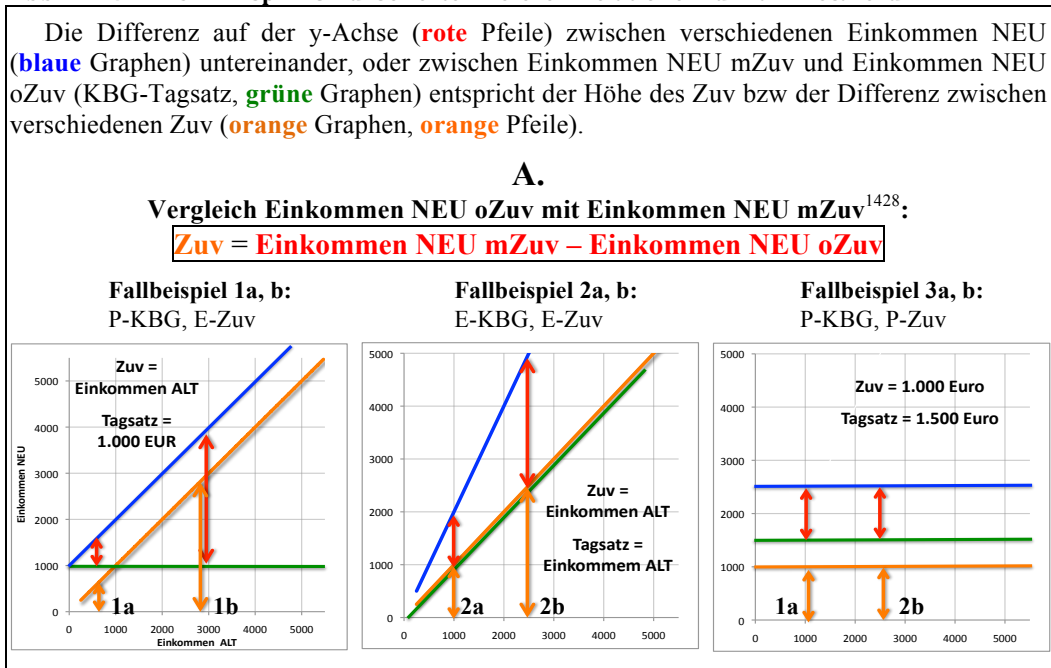 Die Differenz auf der y-Achse (rote Pfeile) zwischen verschiedenen Einkommen NEU
(blaue Graphen) untereinander, oder zwischen Einkommen NEU mZuv und Einkommen NEU
oZuv (KBG-Tagsatz, grüne Graphen) entspricht der Höhe des Zuv bzw der Differenz zwischen
verschiedenen Zuv (orange Graphen, orange Pfeile).
A.
Vergleich Einkommen NEU oZuv mit Einkommen NEU mZuv1428:
Zuv = Einkommen NEU mZuv – Einkommen NEU oZuv
Fallbeispiel 1a, b:
P-KBG, E-Zuv
Einkommen NEU
5000
4000
3000
2000
1000
0
Zuv =
Einkommen ALT
Tagsatz =
1.000 EUR
1a
1b
0 1000 2000 3000 4000 5000
Einkommen ALT
Fallbeispiel 2a, b:
E-KBG, E-Zuv
5000
4000
3000
2000
1000
0
Zuv =
Einkommen ALT
Tagsatz =
Einkommem ALT
2a
2b
0 1000 2000 3000 4000 5000
Fallbeispiel 3a, b:
P-KBG, P-Zuv
5000
4000
3000
2000
1000
0
Zuv = 1.000 Euro
Tagsatz = 1.500 Euro
1a
2b
0 1000 2000 3000 4000 5000